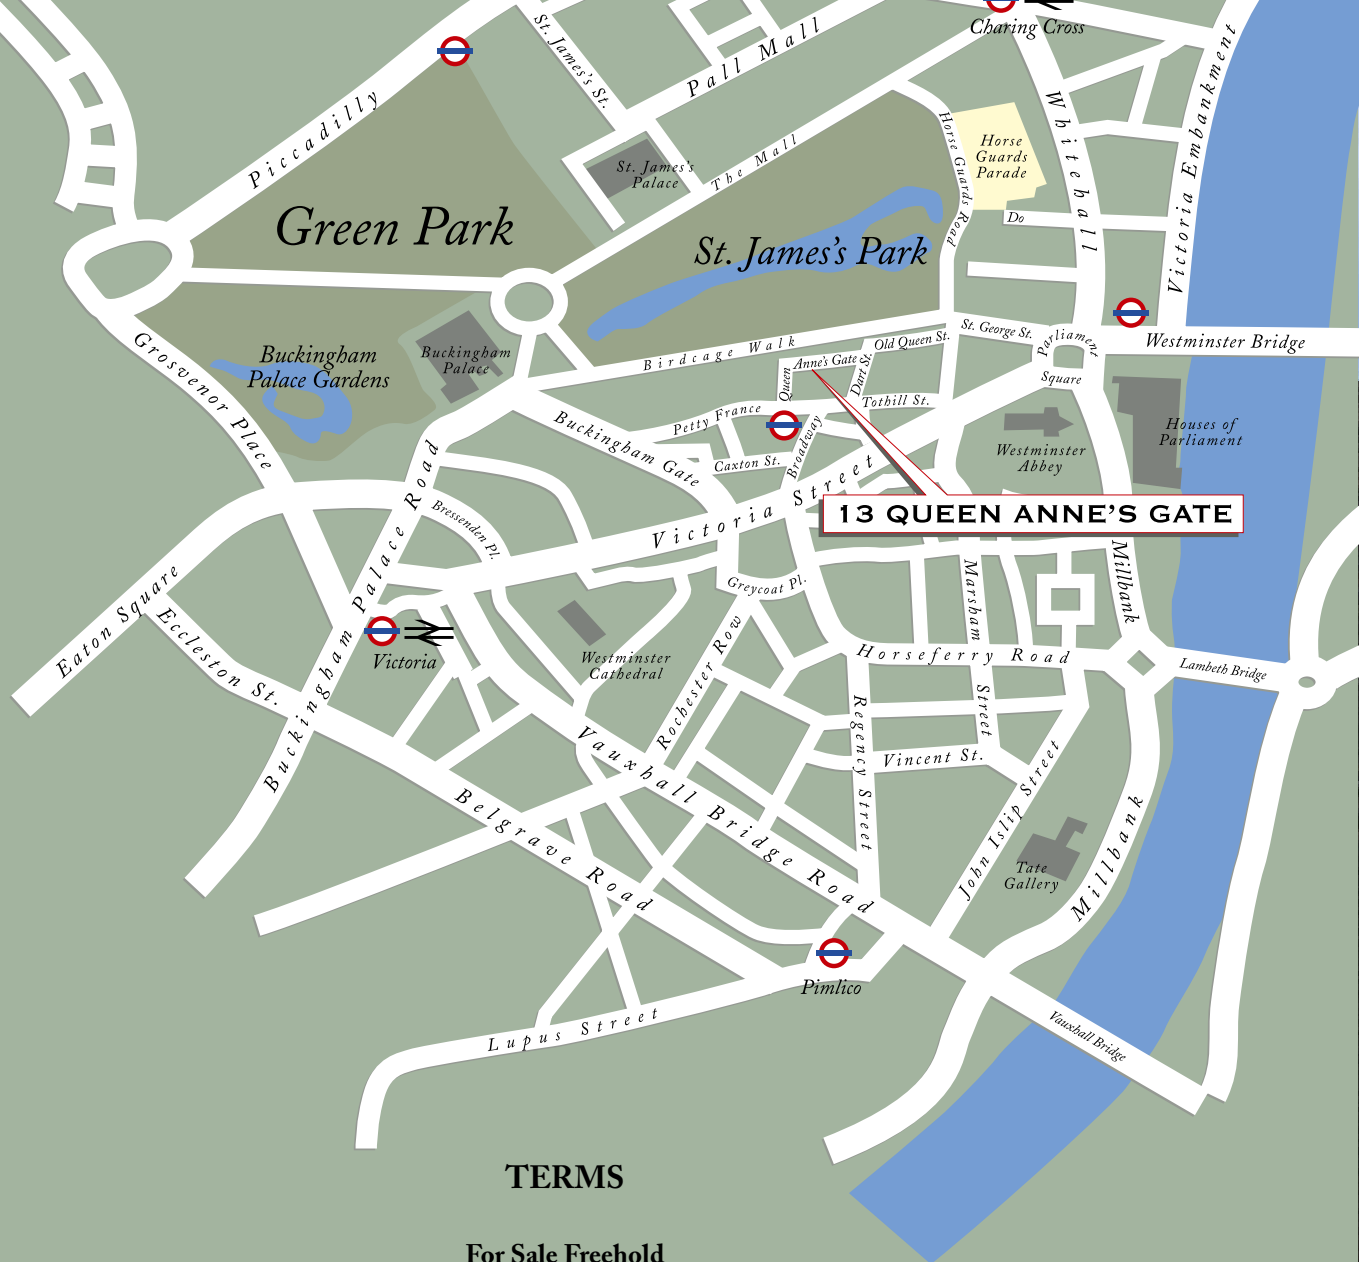 Charing Cross
St. James's St.
Pall Mall
Piccadilly
Whitehall
Victoria Embankment
Horse
Guards
Parade
Horse Guards Road
The Mall
St. James's
Palace
Do
Green Park
St. James's Park
Grosvenor Place
Buckingham
Palace Gardens
Buckingham
Palace
Birdcage Walk
St. George St.
Parliament
Square
Westminster Bridge
Old Queen St.
Queen
Anne's Gate
Dart St.
Tothill St.
Petty France
Broadway
Buckingham Gate
Caxton St.
Westminster
Abbey
Houses of
Parliament
Victoria Street
13 QUEEN ANNE'S GATE
Buckingham Palace Road
Bressenden Pl.
Eaton Square
Eccleston St.
Victoria
Greycoat Pl.
Marsham
Street
Millbank
Westminster
Cathedral
Rochester Row
Horseferry Road
Lambeth Bridge
Regency Street
Vincent St.
Vauxhall Bridge Road
Belgrave Road
John Islip Street
Tate
Gallery
Millbank
Pimlico
Lupus Street
Vauxhall Bridge
TERMS
For Sale Freehold